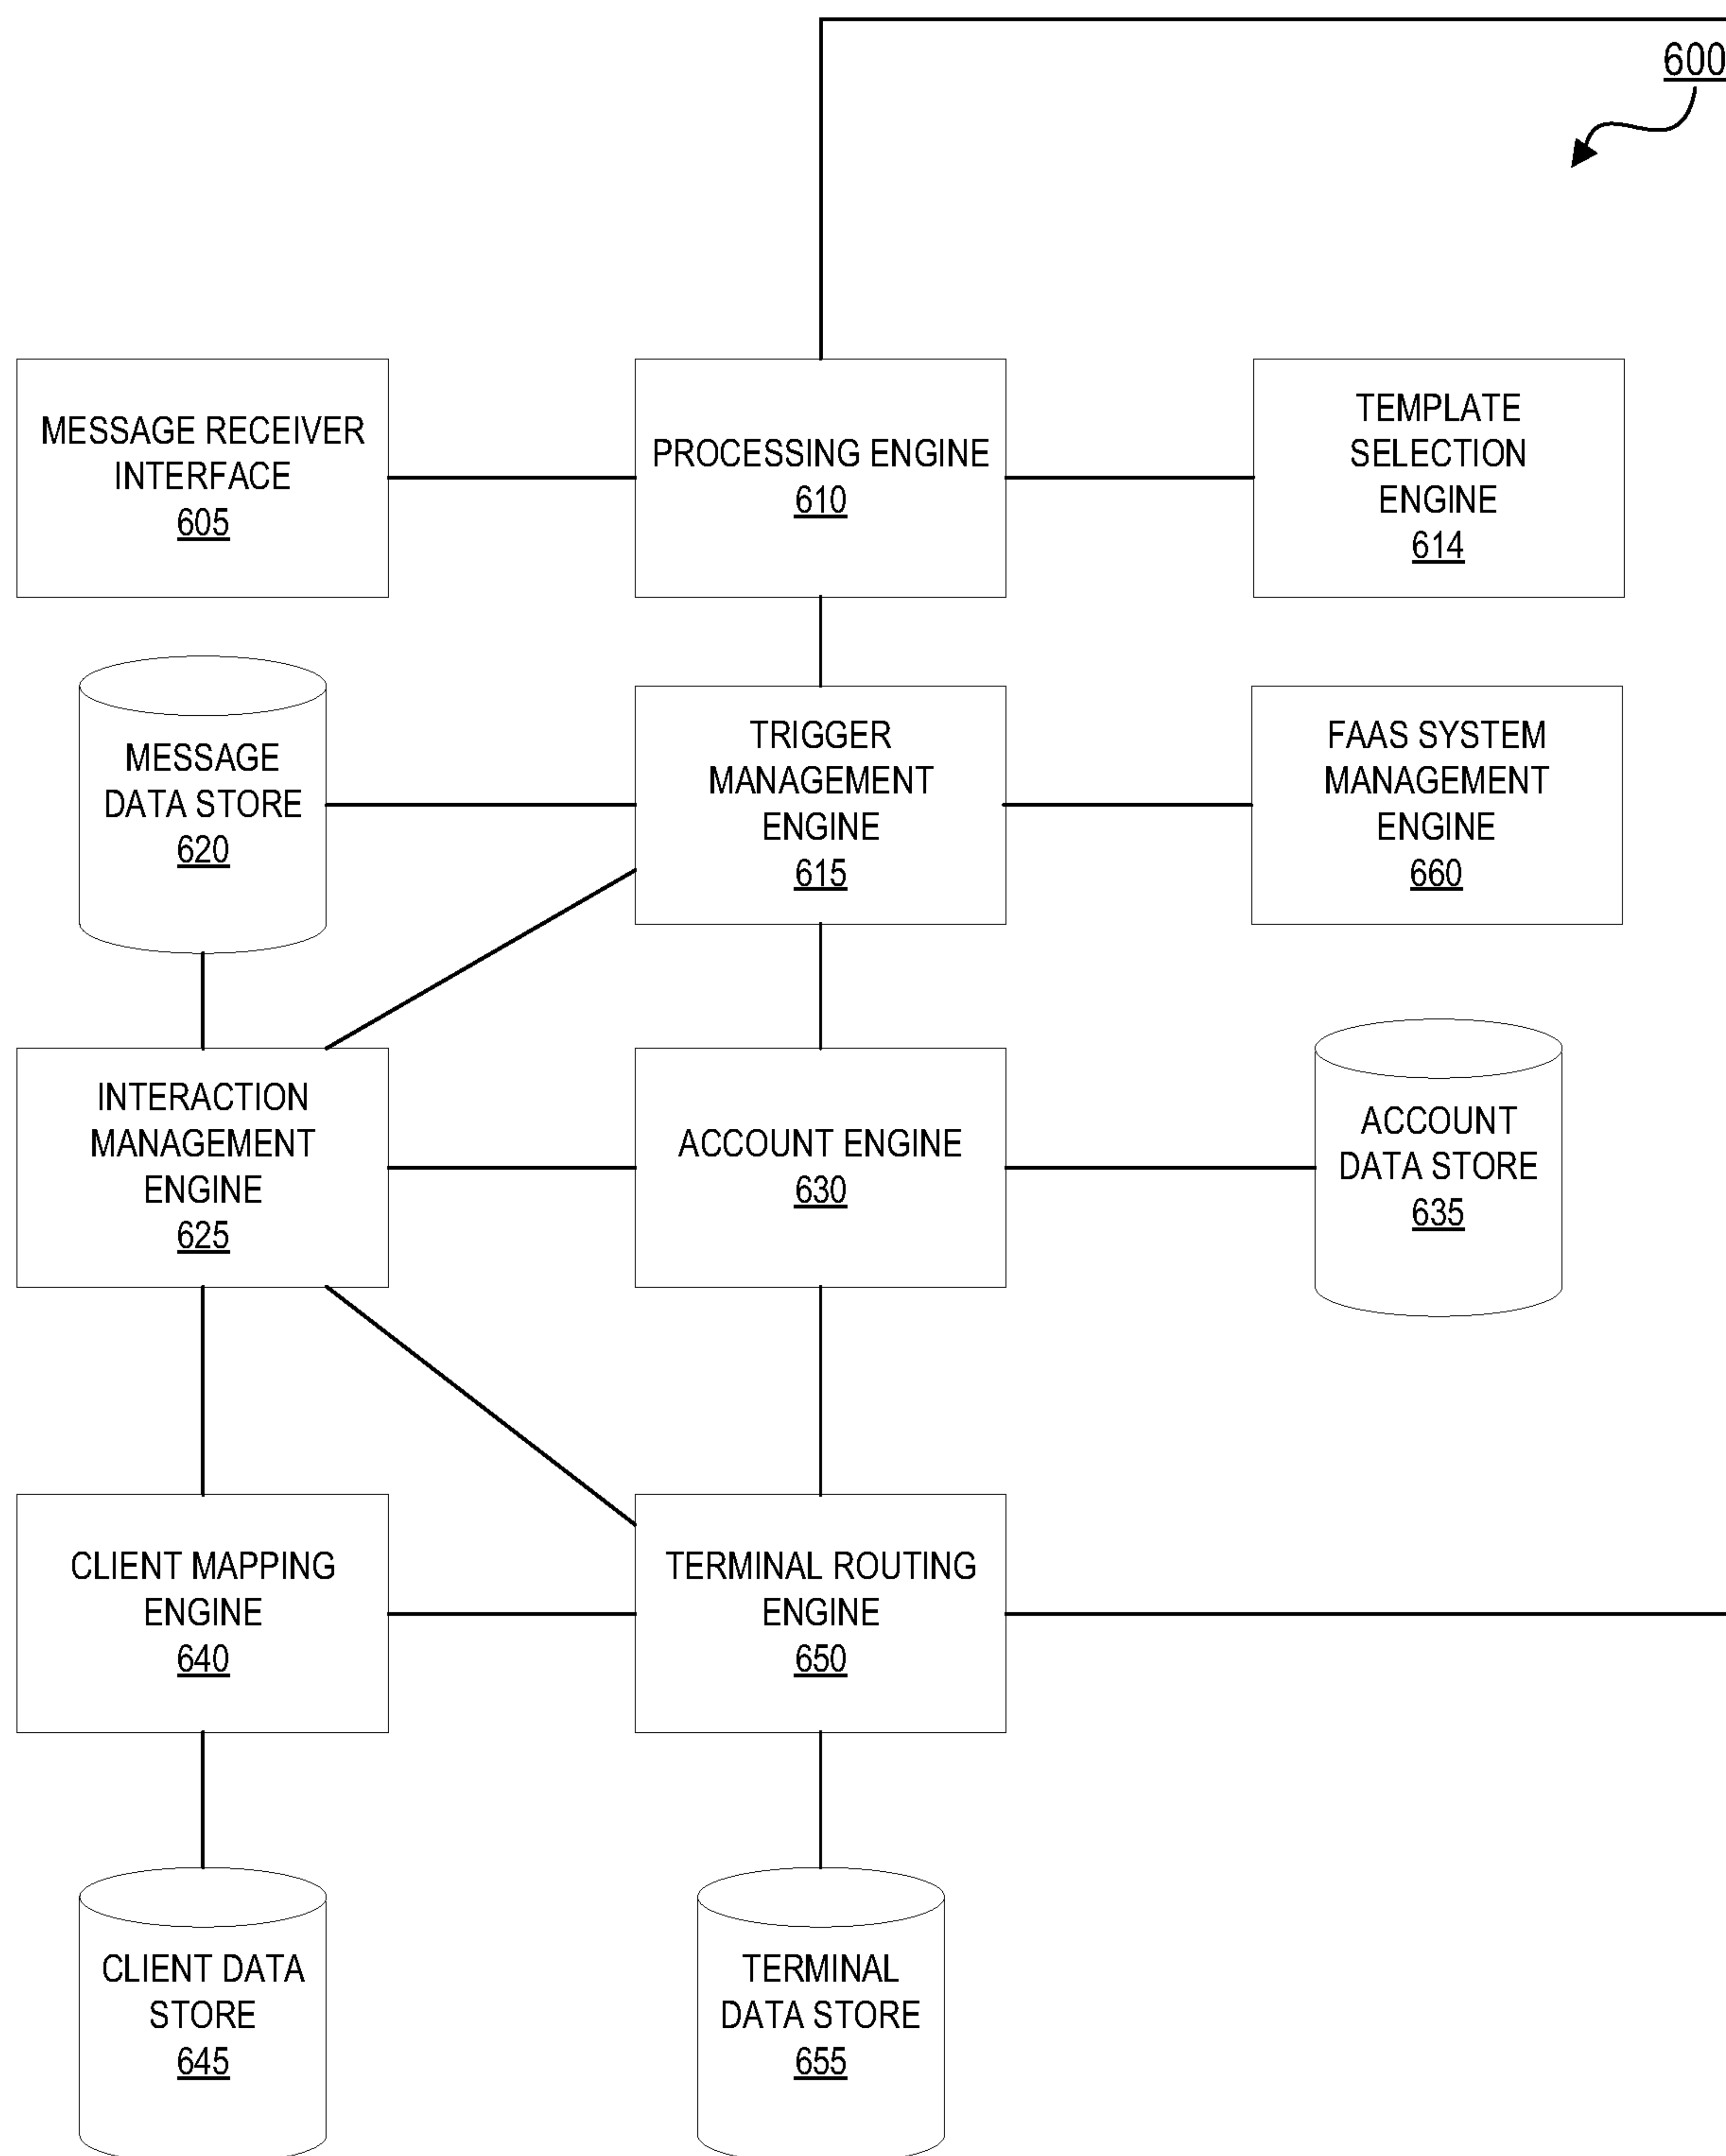 600
MESSAGE RECEIVER
INTERFACE
605
PROCESSING ENGINE
610
TEMPLATE
SELECTION
ENGINE
614
MESSAGE
DATA STORE
620
TRIGGER
MANAGEMENT
ENGINE
615
FAAS SYSTEM
MANAGEMENT
ENGINE
660
INTERACTION
MANAGEMENT
ENGINE
625
ACCOUNT ENGINE
630
ACCOUNT
DATA STORE
635
CLIENT MAPPING
ENGINE
640
TERMINAL ROUTING
ENGINE
650
CLIENT DATA
STORE
645
TERMINAL
DATA STORE
655